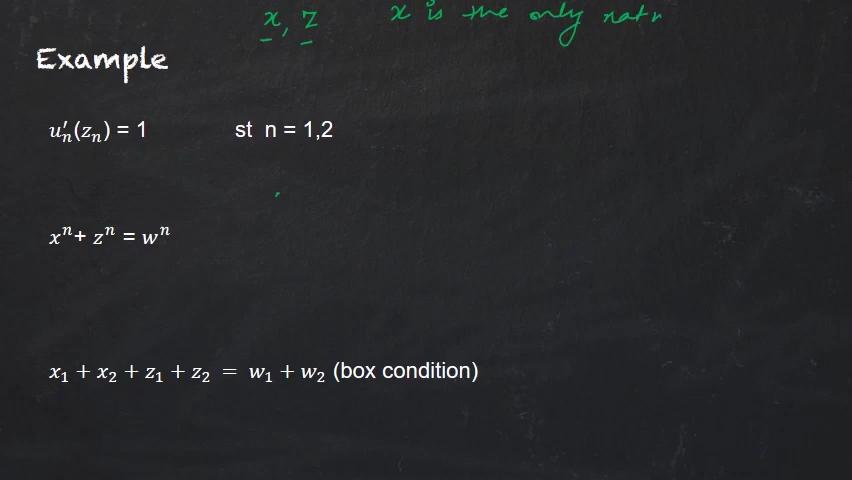 x, z x is the only natr
Example
u′ₙ(zₙ) = 1 st n = 1,2
xⁿ+ zⁿ = wⁿ
x₁ + x₂ + z₁ + z₂ = w₁ + w₂ (box condition)